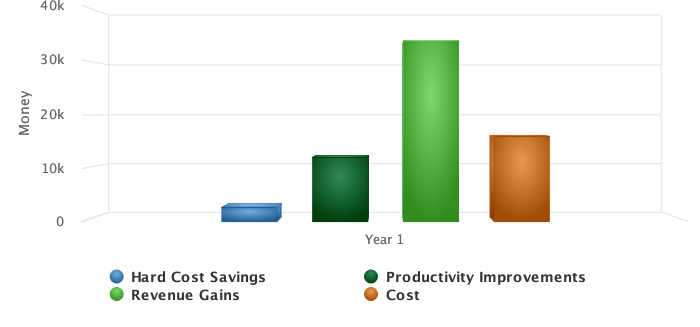 40k
30k
20k
10k
0
Money
Year 1
Hard Cost Savings
Productivity Improvements
Revenue Gains
Cost